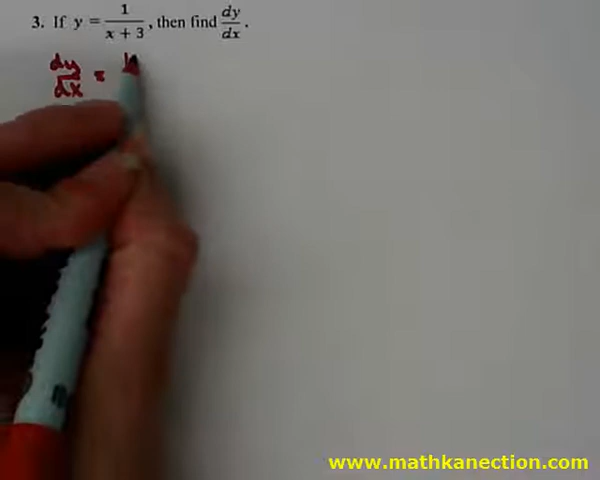 3. If y = 1/(x + 3), then find dy/dx.
dy/dx =
www.mathkanection.com